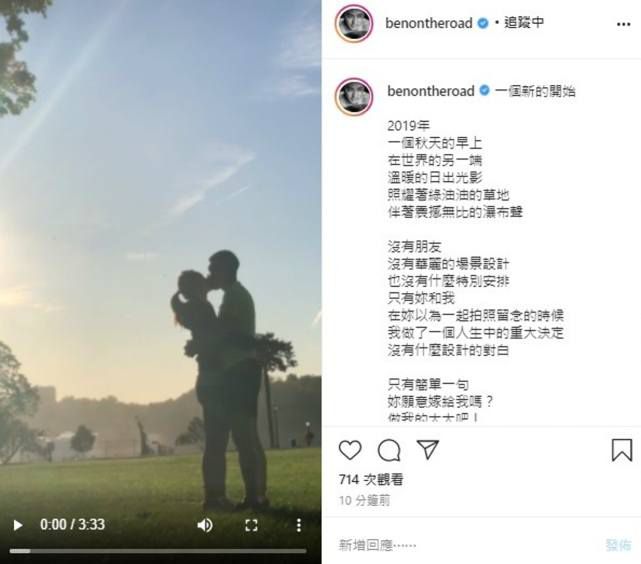 benontheroad • 追蹤中
benontheroad 一個新的開始
2019年
一個秋天的早上
在世界的另一端
溫暖的日出光影
照耀著綠油油的草地
伴著震撼無比的瀑布聲
沒有朋友
沒有華麗的場景設計
也沒有什麼特別安排
只有妳和我
在妳以為一起拍照留念的時候
我做了一個人生中的重大決定
沒有什麼設計的對白
只有簡單一句
妳願意嫁給我嗎？
做我的太太吧！
714 次觀看
10 分鐘前
0:00 / 3:33
新增回應……
發佈